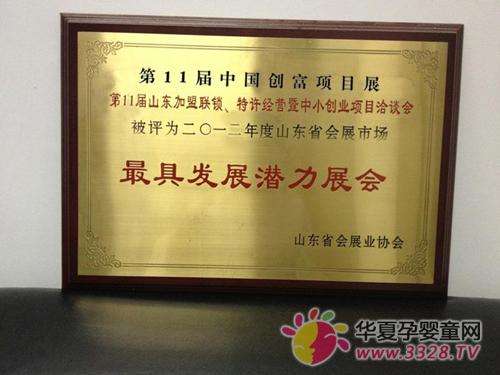 第11届中国创富项目展
第11届山东加盟联锁、特许经营暨中小创业项目洽谈会
被评为二〇一二年度山东省会展市场
最具发展潜力展会
山东省会展业协会
华夏孕婴童网
www.3328.TV